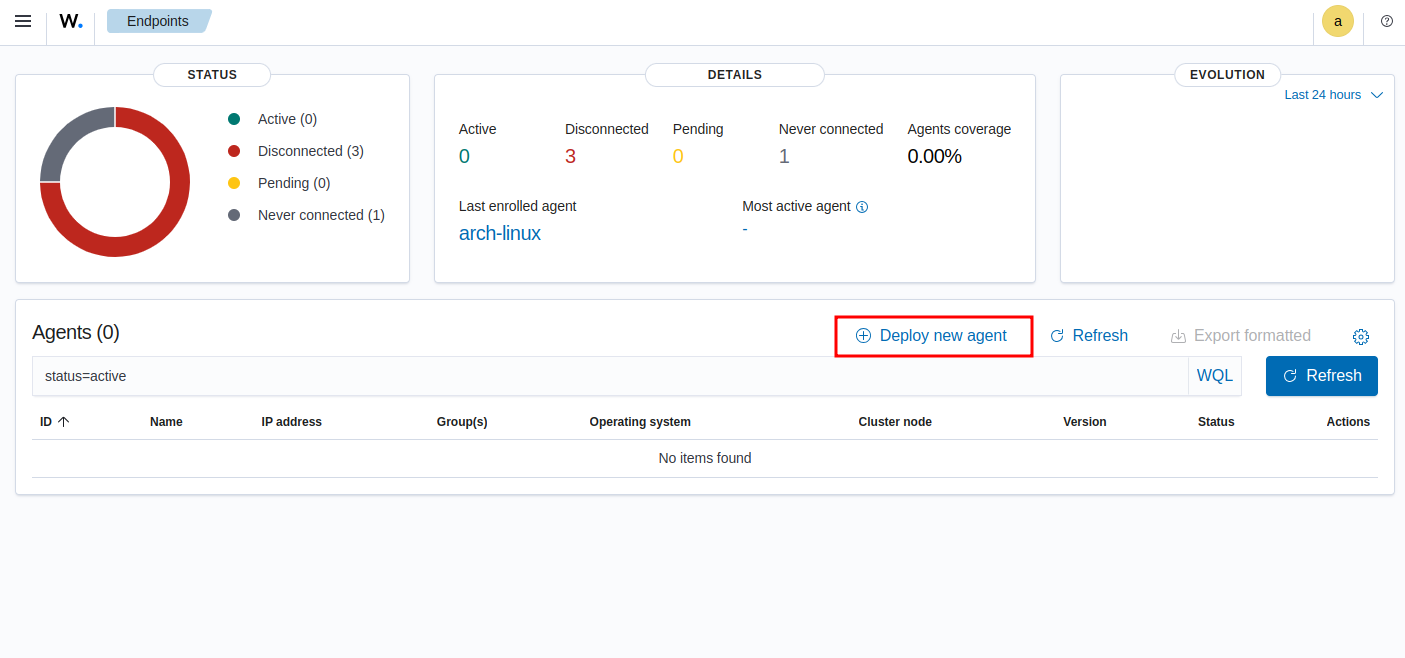 W. Endpoints a
STATUS
Active (0)
Disconnected (3)
Pending (0)
Never connected (1)
DETAILS
Active Disconnected Pending Never connected Agents coverage
0 3 0 1 0.00%
Last enrolled agent Most active agent
arch-linux -
EVOLUTION
Last 24 hours
Agents (0) Deploy new agent Refresh Export formatted
status=active WQL Refresh
ID Name IP address Group(s) Operating system Cluster node Version Status Actions
No items found